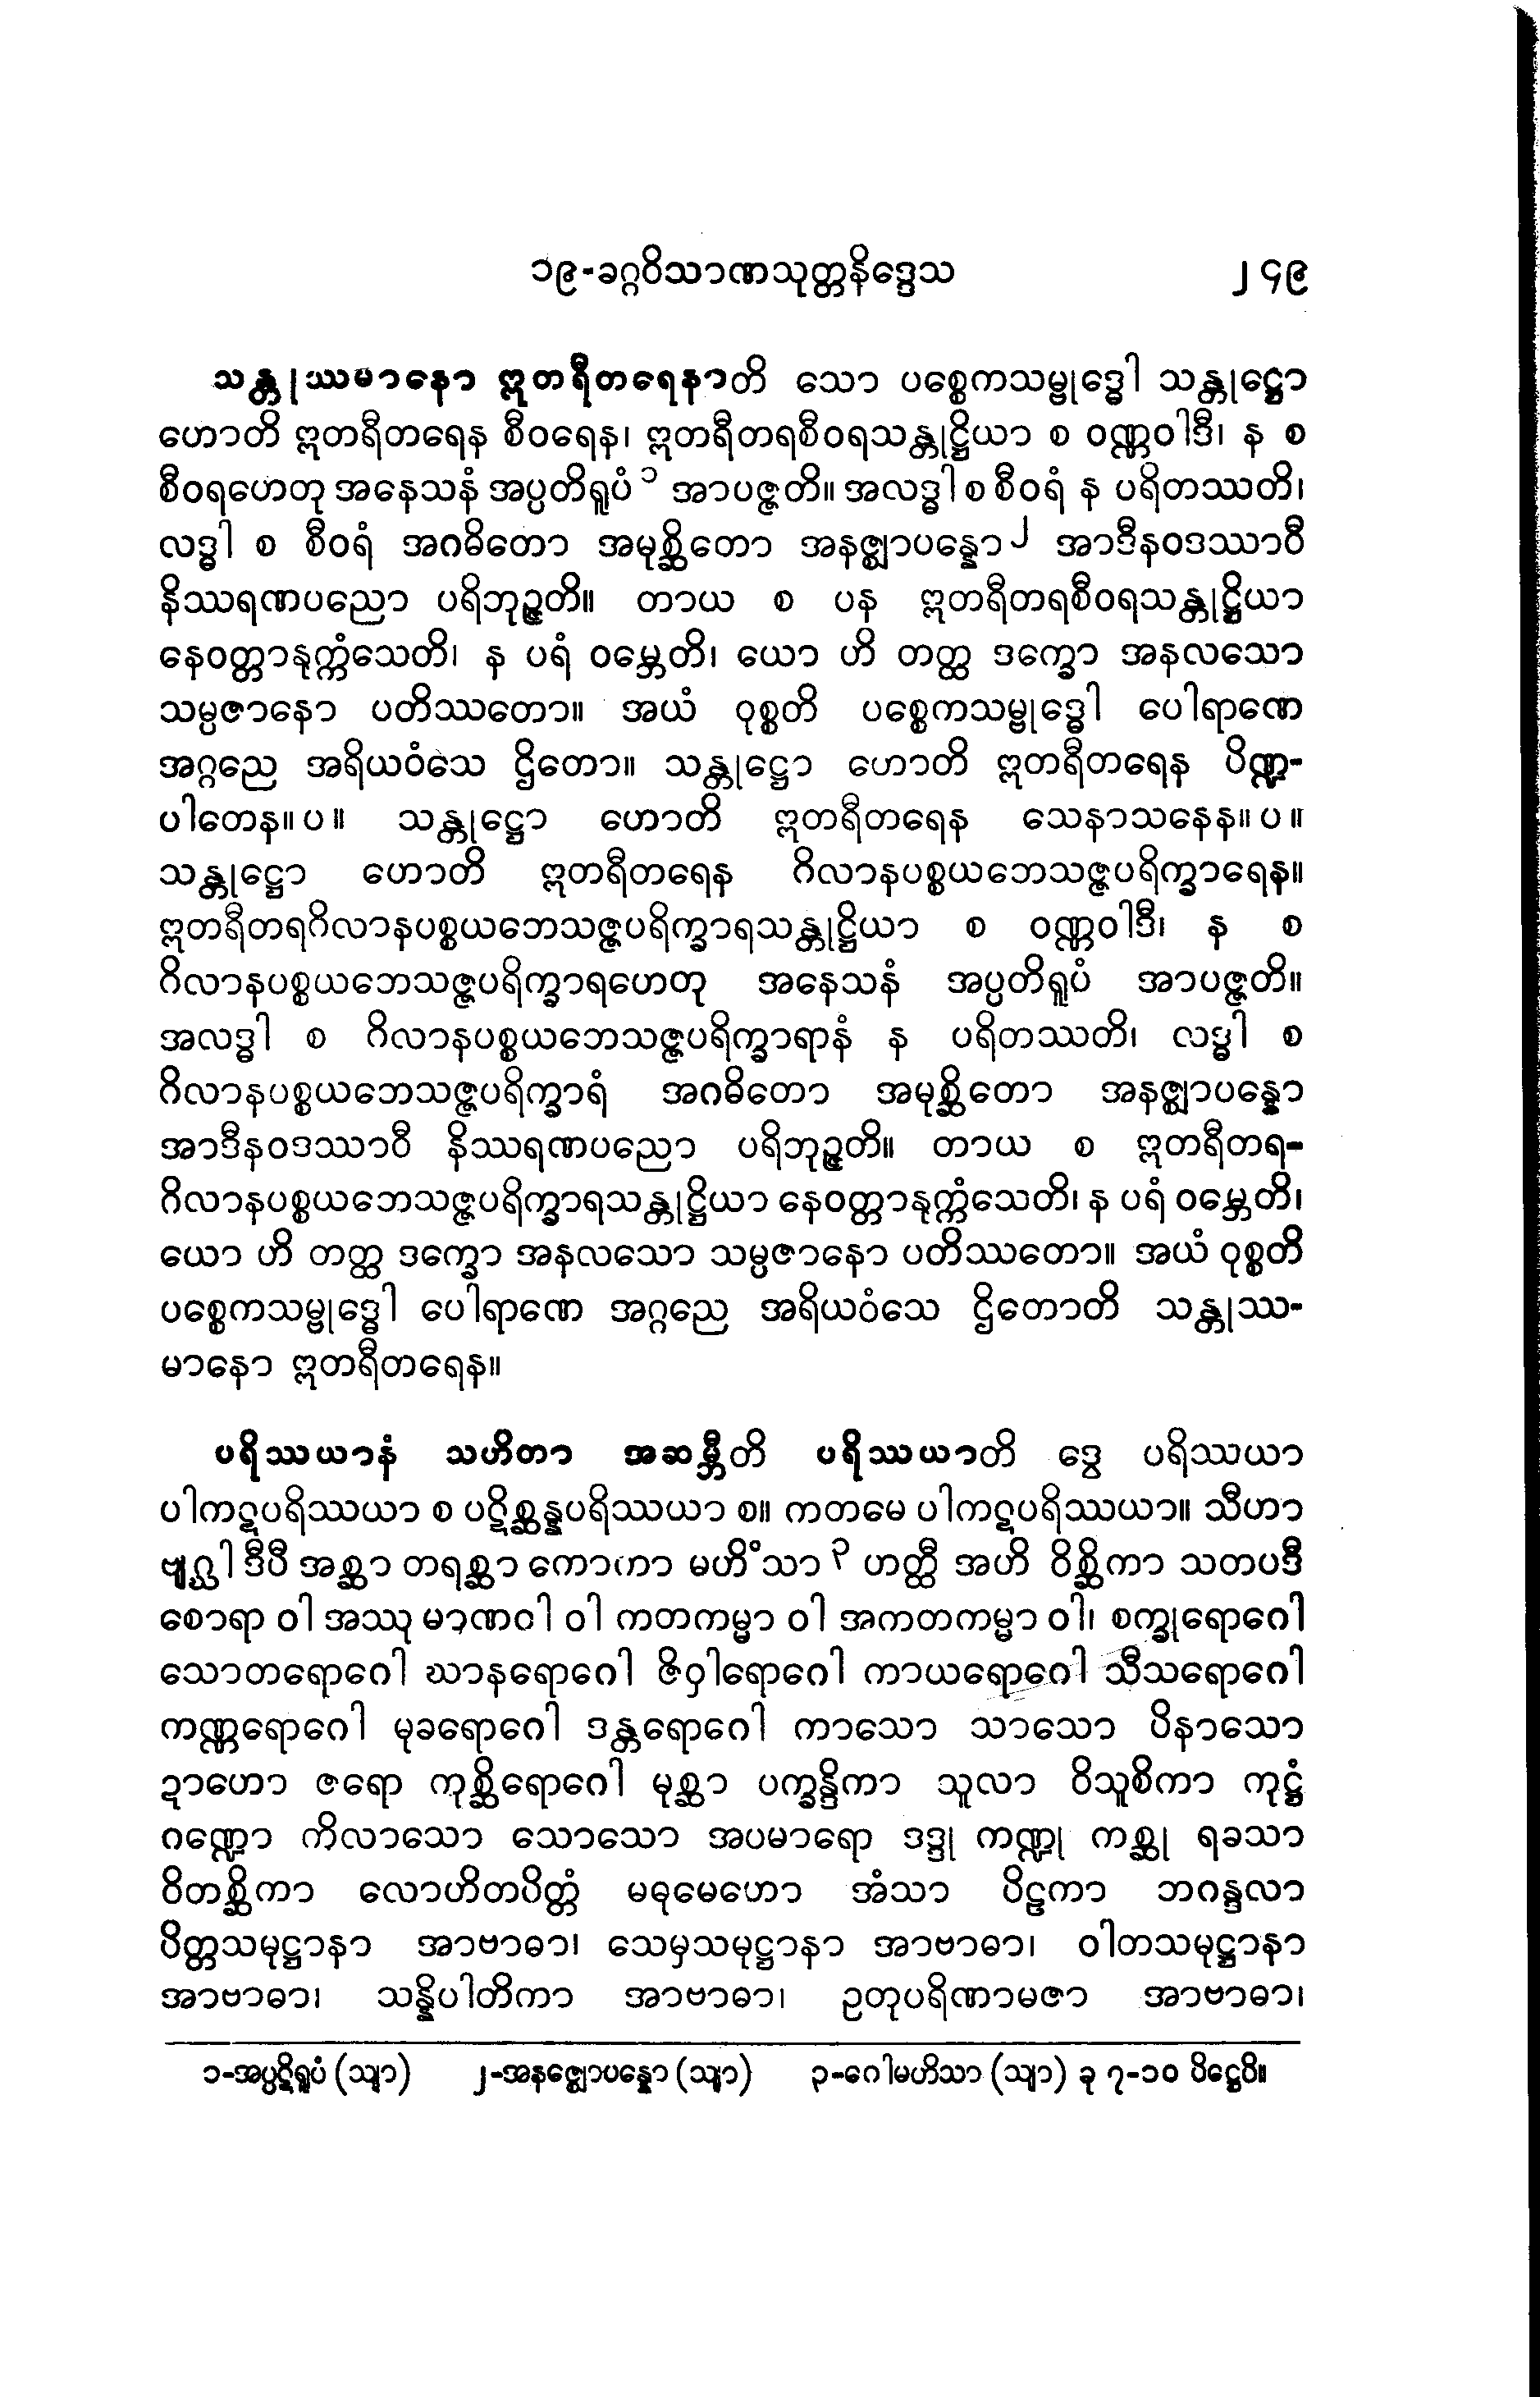 ၁၉-ခဂ္ဂဝိသာဏသုတ္တနိဒ္ဒေသ ၂၄၉
သန္တုဿမာနော ဣတရီတရေနာတိ သော ပစ္စေကသမ္ဗုဒ္ဓေါ သန္တုဋ္ဌော
ဟောတိ ဣတရီတရေန စီဝရေန၊ ဣတရီတရစီဝရသန္တုဋ္ဌိယာ စ ဝဏ္ဏဝါဒီ၊ န စ
စီဝရဟေတု အနေသနံ အပ္ပတိရူပံ ၁ အာပဇ္ဇတိ။ အလဒ္ဓါ စ စီဝရံ န ပရိတဿတိ၊
လဒ္ဓါ စ စီဝရံ အဂဓိတော အမုစ္ဆိတော အနဇ္ဈာပန္နော ၂ အာဒီနဝဒဿာဝီ
နိဿရဏပညော ပရိဘုဉ္ဇတိ။ တာယ စ ပန ဣတရီတရစီဝရသန္တုဋ္ဌိယာ
နေဝတ္တာနုက္ကံသေတိ၊ န ပရံ ဝမ္ဘေတိ၊ ယော ဟိ တတ္ထ ဒက္ခော အနလသော
သမ္ပဇာနော ပတိဿတော။ အယံ ဝုစ္စတိ ပစ္စေကသမ္ဗုဒ္ဓေါ ပေါရာဏေ
အဂ္ဂညေ အရိယဝံသေ ဌိတော။ သန္တုဋ္ဌော ဟောတိ ဣတရီတရေန ပိဏ္ဍ-
ပါတေန။ ပ ။ သန္တုဋ္ဌော ဟောတိ ဣတရီတရေန သေနာသနေန။ ပ ။
သန္တုဋ္ဌော ဟောတိ ဣတရီတရေန ဂိလာနပစ္စယဘေသဇ္ဇပရိက္ခာရေန။
ဣတရီတရဂိလာနပစ္စယဘေသဇ္ဇပရိက္ခာရသန္တုဋ္ဌိယာ စ ဝဏ္ဏဝါဒီ၊ န စ
ဂိလာနပစ္စယဘေသဇ္ဇပရိက္ခာရဟေတု အနေသနံ အပ္ပတိရူပံ အာပဇ္ဇတိ။
အလဒ္ဓါ စ ဂိလာနပစ္စယဘေသဇ္ဇပရိက္ခာရာနံ န ပရိတဿတိ၊ လဒ္ဓါ စ
ဂိလာနပစ္စယဘေသဇ္ဇပရိက္ခာရံ အဂဓိတော အမုစ္ဆိတော အနဇ္ဈာပန္နော
အာဒီနဝဒဿာဝီ နိဿရဏပညော ပရိဘုဉ္ဇတိ။ တာယ စ ဣတရီတရ-
ဂိလာနပစ္စယဘေသဇ္ဇပရိက္ခာရသန္တုဋ္ဌိယာ နေဝတ္တာနုက္ကံသေတိ၊ န ပရံ ဝမ္ဘေတိ၊
ယော ဟိ တတ္ထ ဒက္ခော အနလသော သမ္ပဇာနော ပတိဿတော။ အယံ ဝုစ္စတိ
ပစ္စေကသမ္ဗုဒ္ဓေါ ပေါရာဏေ အဂ္ဂညေ အရိယဝံသေ ဌိတောတိ သန္တုဿ-
မာနော ဣတရီတရေန။
ပရိဿယာနံ သဟိတာ အဆမ္ဘီတိ ပရိဿယာတိ ဒွေ ပရိဿယာ
ပါကဋပရိဿယာ စ ပဋိစ္ဆန္နပရိဿယာ စ။ ကတမေ ပါကဋပရိဿယာ။ သီဟာ
ဗျဂ္ဃါ ဒီပီ အစ္ဆာ တရစ္ဆာ ကောကာ မဟိံသာ ၃ ဟတ္ထီ အဟိ ဝိစ္ဆိကာ သတပဒီ
စောရာ ဝါ အဿု မာဏဝါ ဝါ ကတကမ္မာ ဝါ အကတကမ္မာ ဝါ၊ စက္ခုရောဂေါ
သောတရောဂေါ ဃာနရောဂေါ ဇိဝှါရောဂေါ ကာယရောဂေါ သီသရောဂေါ
ကဏ္ဏရောဂေါ မုခရောဂေါ ဒန္တရောဂေါ ကာသော သာသော ပိနာသော
ဍာဟော ဇရော ကုစ္ဆိရောဂေါ မုစ္ဆာ ပက္ခန္ဒိကာ သူလာ ဝိသူစိကာ ကုဋ္ဌံ
ဂဏ္ဍော ကိလာသော သောသော အပမာရော ဒဒ္ဒု ကဏ္ဍု ကစ္ဆု ရခသာ
ဝိတစ္ဆိကာ လောဟိတပိတ္တံ မဓုမေဟော အံသာ ပိဠကာ ဘဂန္ဒလာ
ပိတ္တသမုဋ္ဌာနာ အာဗာဓာ၊ သေမှသမုဋ္ဌာနာ အာဗာဓာ၊ ဝါတသမုဋ္ဌာနာ
အာဗာဓာ၊ သန္နိပါတိကာ အာဗာဓာ၊ ဥတုပရိဏာမဇာ အာဗာဓာ၊
၁-အပ္ပဋိရူပံ (သျာ) ၂-အနဇ္ဈောပန္နော (သျာ) ၃-ဂေါမဟိသာ (သျာ) ခု ၇-၁၀ ပိဋ္ဌေပိ။